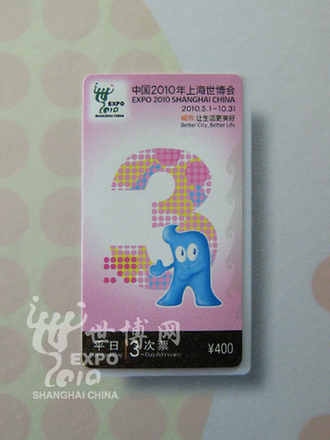 EXPO
2010
SHANGHAI CHINA
中国2010年上海世博会
EXPO 2010 SHANGHAI CHINA
2010.5.1-10.31
城市,让生活更美好
Better City, Better Life
3
平日3次票
3-Day Admission
¥400
世博网
EXPO
2010
SHANGHAI CHINA